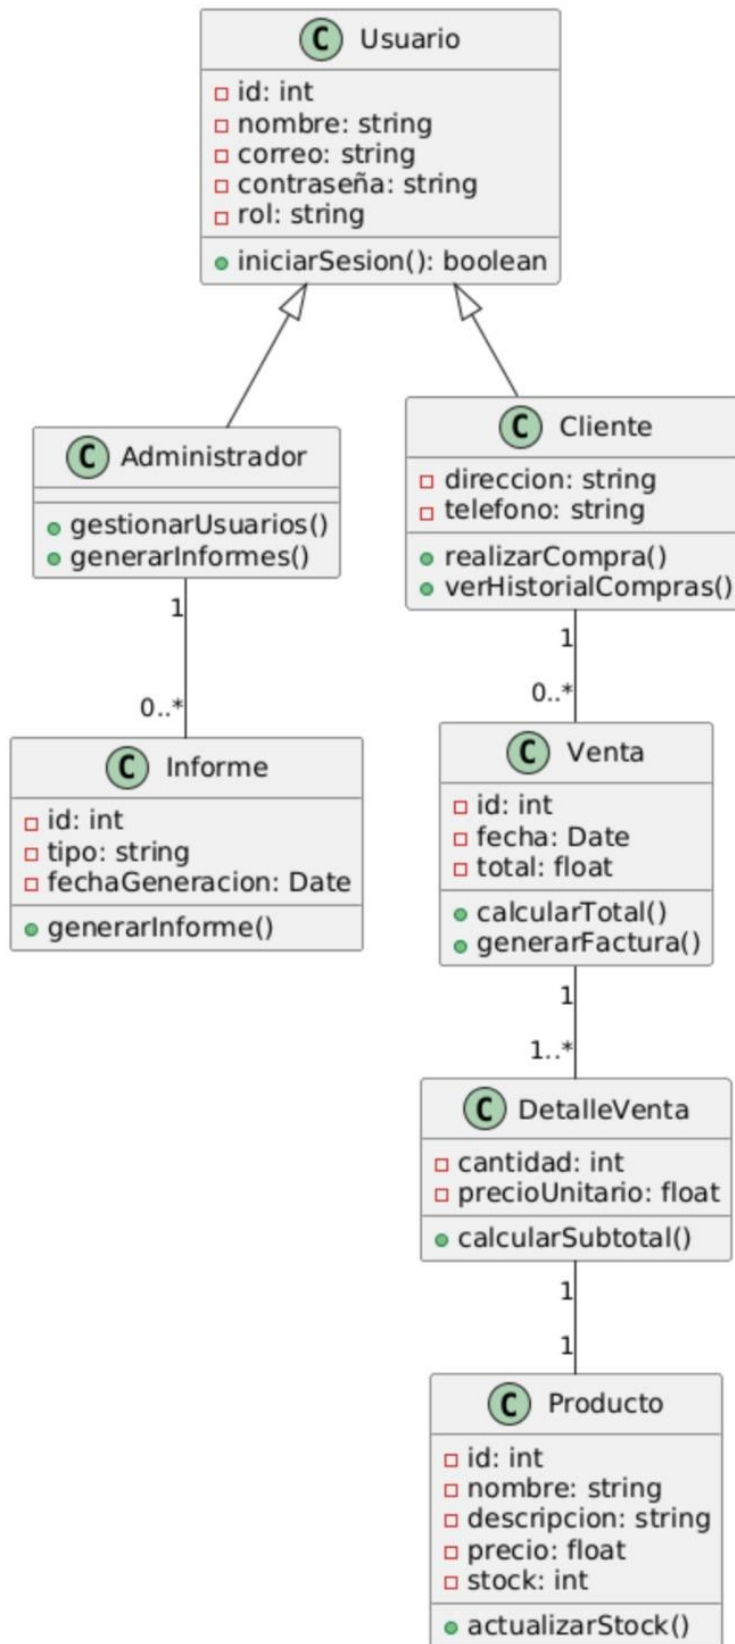 C Usuario
id: int
nombre: string
correo: string
contraseña: string
rol: string
iniciarSesion(): boolean
C Administrador
gestionarUsuarios()
generarInformes()
C Cliente
direccion: string
telefono: string
realizarCompra()
verHistorialCompras()
1
0..*
1
0..*
C Informe
id: int
tipo: string
fechaGeneracion: Date
generarInforme()
C Venta
id: int
fecha: Date
total: float
calcularTotal()
generarFactura()
1
1..*
C DetalleVenta
cantidad: int
precioUnitario: float
calcularSubtotal()
1
1
C Producto
id: int
nombre: string
descripcion: string
precio: float
stock: int
actualizarStock()